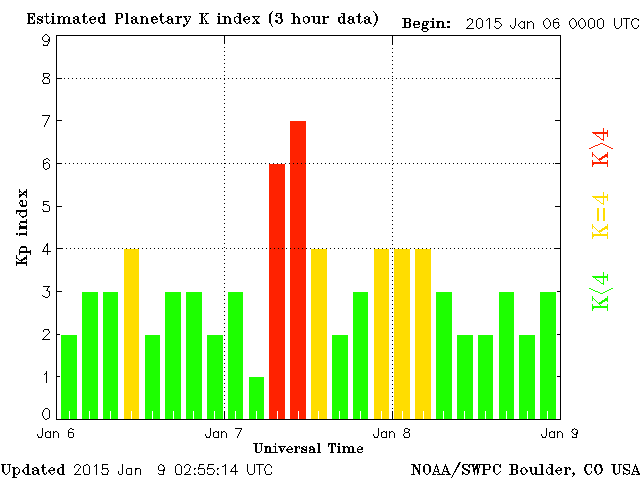 Estimated Planetary K index (3 hour data) Begin: 2015 Jan 06 0000 UTC
9
8
7
6
5
4
3
2
1
0
Kp index
K>4
K=4
K<4
Jan 6 Jan 7 Jan 8 Jan 9
Universal Time
Updated 2015 Jan 9 02:55:14 UTC NOAA/SWPC Boulder, CO USA